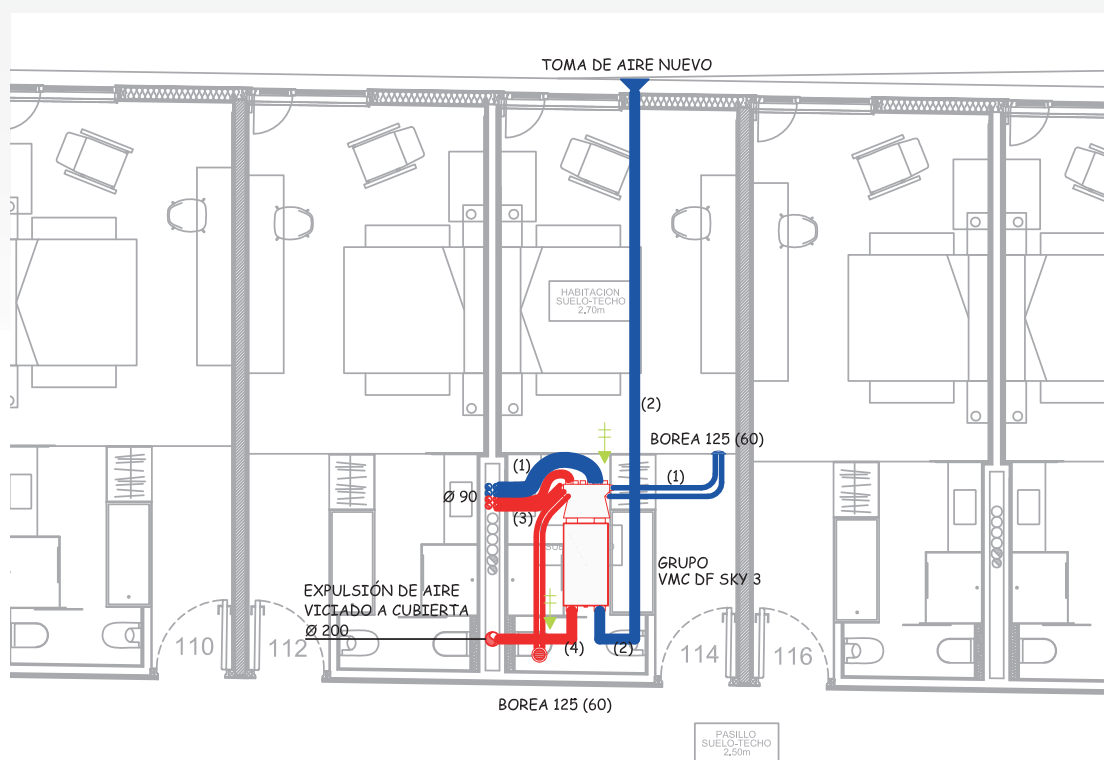 TOMA DE AIRE NUEVO
HABITACION
SUELO-TECHO
2.70m
(2)
BOREA 125 (60)
(1)
(1)
Ø 90
(3)
GRUPO
VMC DF SKY 3
EXPULSIÓN DE AIRE
VICIADO A CUBIERTA
Ø 200
110
112
(4)
(2)
114
116
BOREA 125 (60)
PASILLO
SUELO-TECHO
2.50m